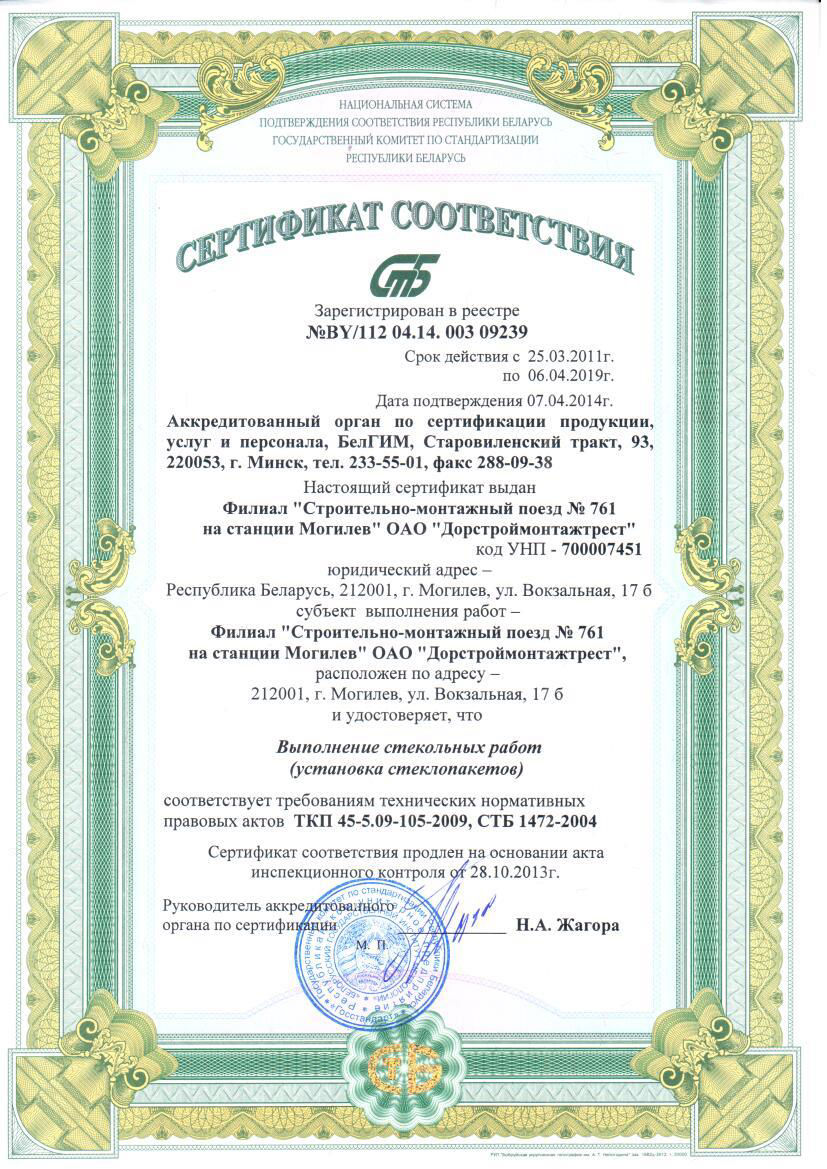 НАЦИОНАЛЬНАЯ СИСТЕМА
ПОДТВЕРЖДЕНИЯ СООТВЕТСТВИЯ РЕСПУБЛИКИ БЕЛАРУСЬ
ГОСУДАРСТВЕННЫЙ КОМИТЕТ ПО СТАНДАРТИЗАЦИИ
РЕСПУБЛИКИ БЕЛАРУСЬ
СЕРТИФИКАТ СООТВЕТСТВИЯ
СТБ
Зарегистрирован в реестре
№BY/112 04.14. 003 09239
Срок действия с 25.03.2011г.
по 06.04.2019г.
Дата подтверждения 07.04.2014г.
Аккредитованный орган по сертификации продукции,
услуг и персонала, БелГИМ, Старовиленский тракт, 93,
220053, г. Минск, тел. 233-55-01, факс 288-09-38
Настоящий сертификат выдан
Филиал "Строительно-монтажный поезд № 761
на станции Могилев" ОАО "Дорстроймонтажтрест"
код УНП - 700007451
юридический адрес –
Республика Беларусь, 212001, г. Могилев, ул. Вокзальная, 17 б
субъект выполнения работ –
Филиал "Строительно-монтажный поезд № 761
на станции Могилев" ОАО "Дорстроймонтажтрест",
расположен по адресу –
212001, г. Могилев, ул. Вокзальная, 17 б
и удостоверяет, что
Выполнение стекольных работ
(установка стеклопакетов)
соответствует требованиям технических нормативных
правовых актов ТКП 45-5.09-105-2009, СТБ 1472-2004
Сертификат соответствия продлен на основании акта
инспекционного контроля от 28.10.2013г.
Руководитель аккредитованного
органа по сертификации Н.А. Жагора
М. П.
СТБ